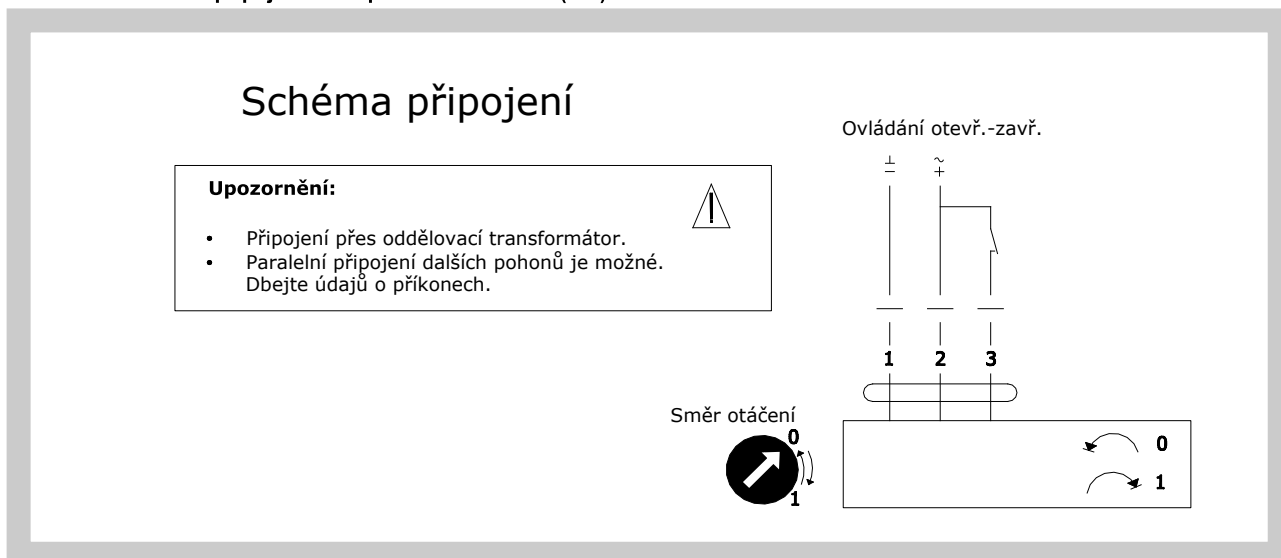 Schéma připojení
Upozornění:
• Připojení přes oddělovací transformátor.
• Paralelní připojení dalších pohonů je možné.
Dbejte údajů o příkonech.
Ovládání otevř.-zavř.
⊥ ~
− +
1 2 3
Směr otáčení
0
1
0
1